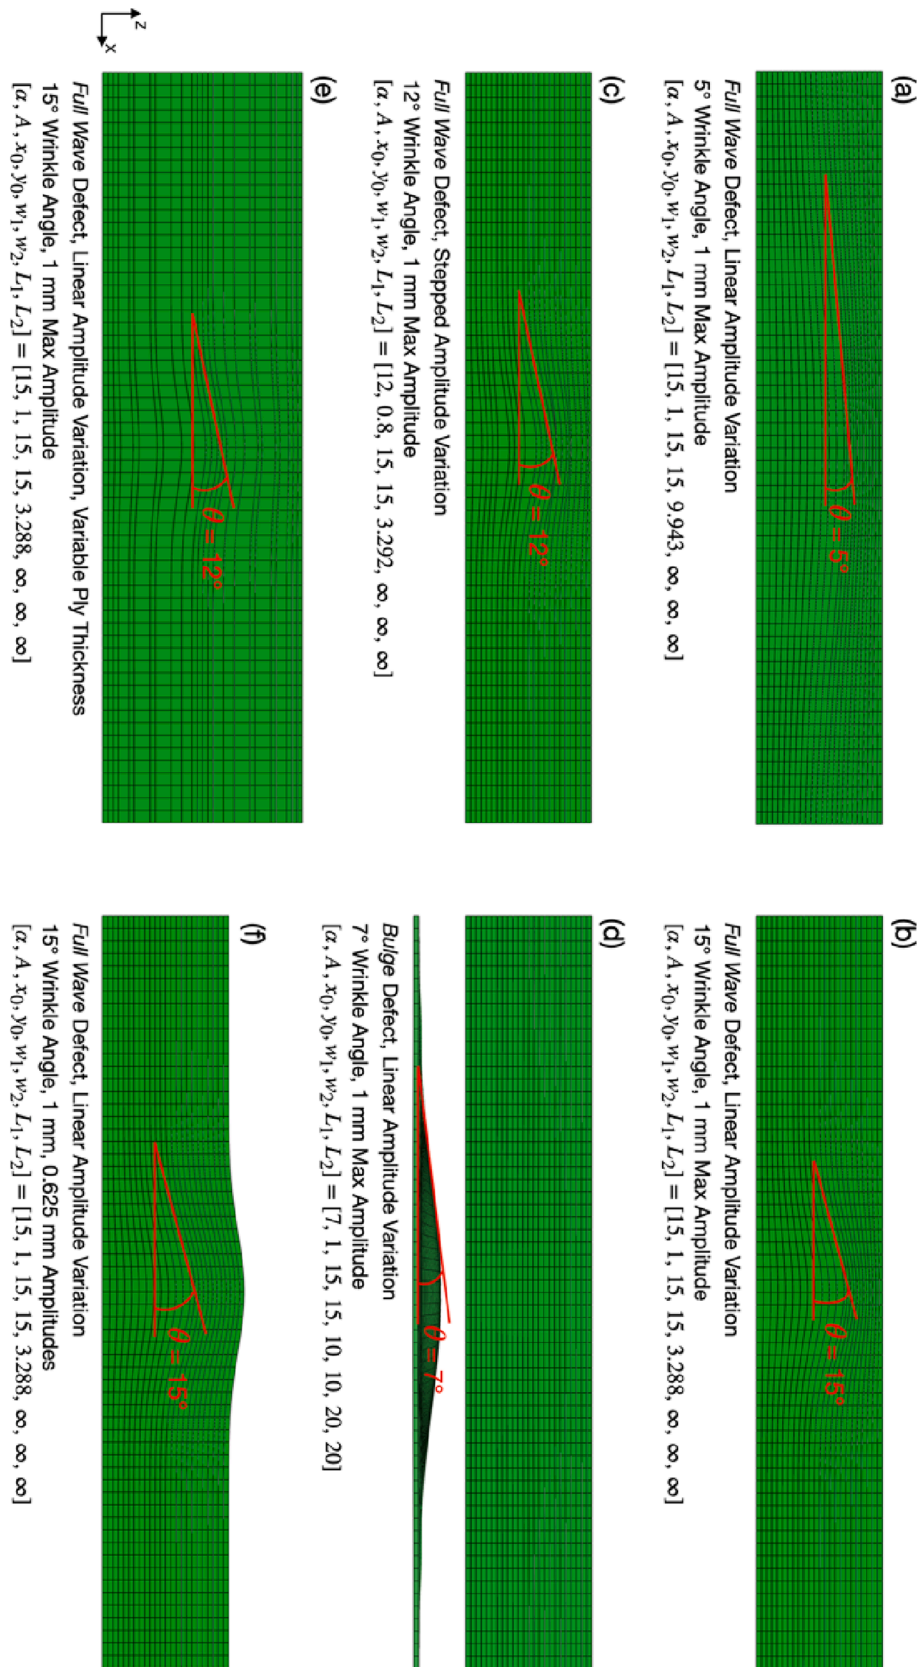 (a)
θ = 5°
Full Wave Defect, Linear Amplitude Variation
5° Wrinkle Angle, 1 mm Max Amplitude
[α, A, x₀, y₀, w₁, w₂, L₁, L₂] = [15, 1, 15, 15, 9.943, ∞, ∞, ∞]
(b)
θ = 15°
Full Wave Defect, Linear Amplitude Variation
15° Wrinkle Angle, 1 mm Max Amplitude
[α, A, x₀, y₀, w₁, w₂, L₁, L₂] = [15, 1, 15, 15, 3.288, ∞, ∞, ∞]
(c)
θ = 12°
Full Wave Defect, Stepped Amplitude Variation
12° Wrinkle Angle, 1 mm Max Amplitude
[α, A, x₀, y₀, w₁, w₂, L₁, L₂] = [12, 0.8, 15, 15, 3.292, ∞, ∞, ∞]
(d)
θ = 7°
Bulge Defect, Linear Amplitude Variation
7° Wrinkle Angle, 1 mm Max Amplitude
[α, A, x₀, y₀, w₁, w₂, L₁, L₂] = [7, 1, 15, 15, 10, 10, 20, 20]
(e)
θ = 12°
Full Wave Defect, Linear Amplitude Variation, Variable Ply Thickness
15° Wrinkle Angle, 1 mm Max Amplitude
[α, A, x₀, y₀, w₁, w₂, L₁, L₂] = [15, 1, 15, 15, 3.288, ∞, ∞, ∞]
(f)
θ = 15°
Full Wave Defect, Linear Amplitude Variation
15° Wrinkle Angle, 1 mm, 0.625 mm Amplitudes
[α, A, x₀, y₀, w₁, w₂, L₁, L₂] = [15, 1, 15, 15, 3.288, ∞, ∞, ∞]
z
x